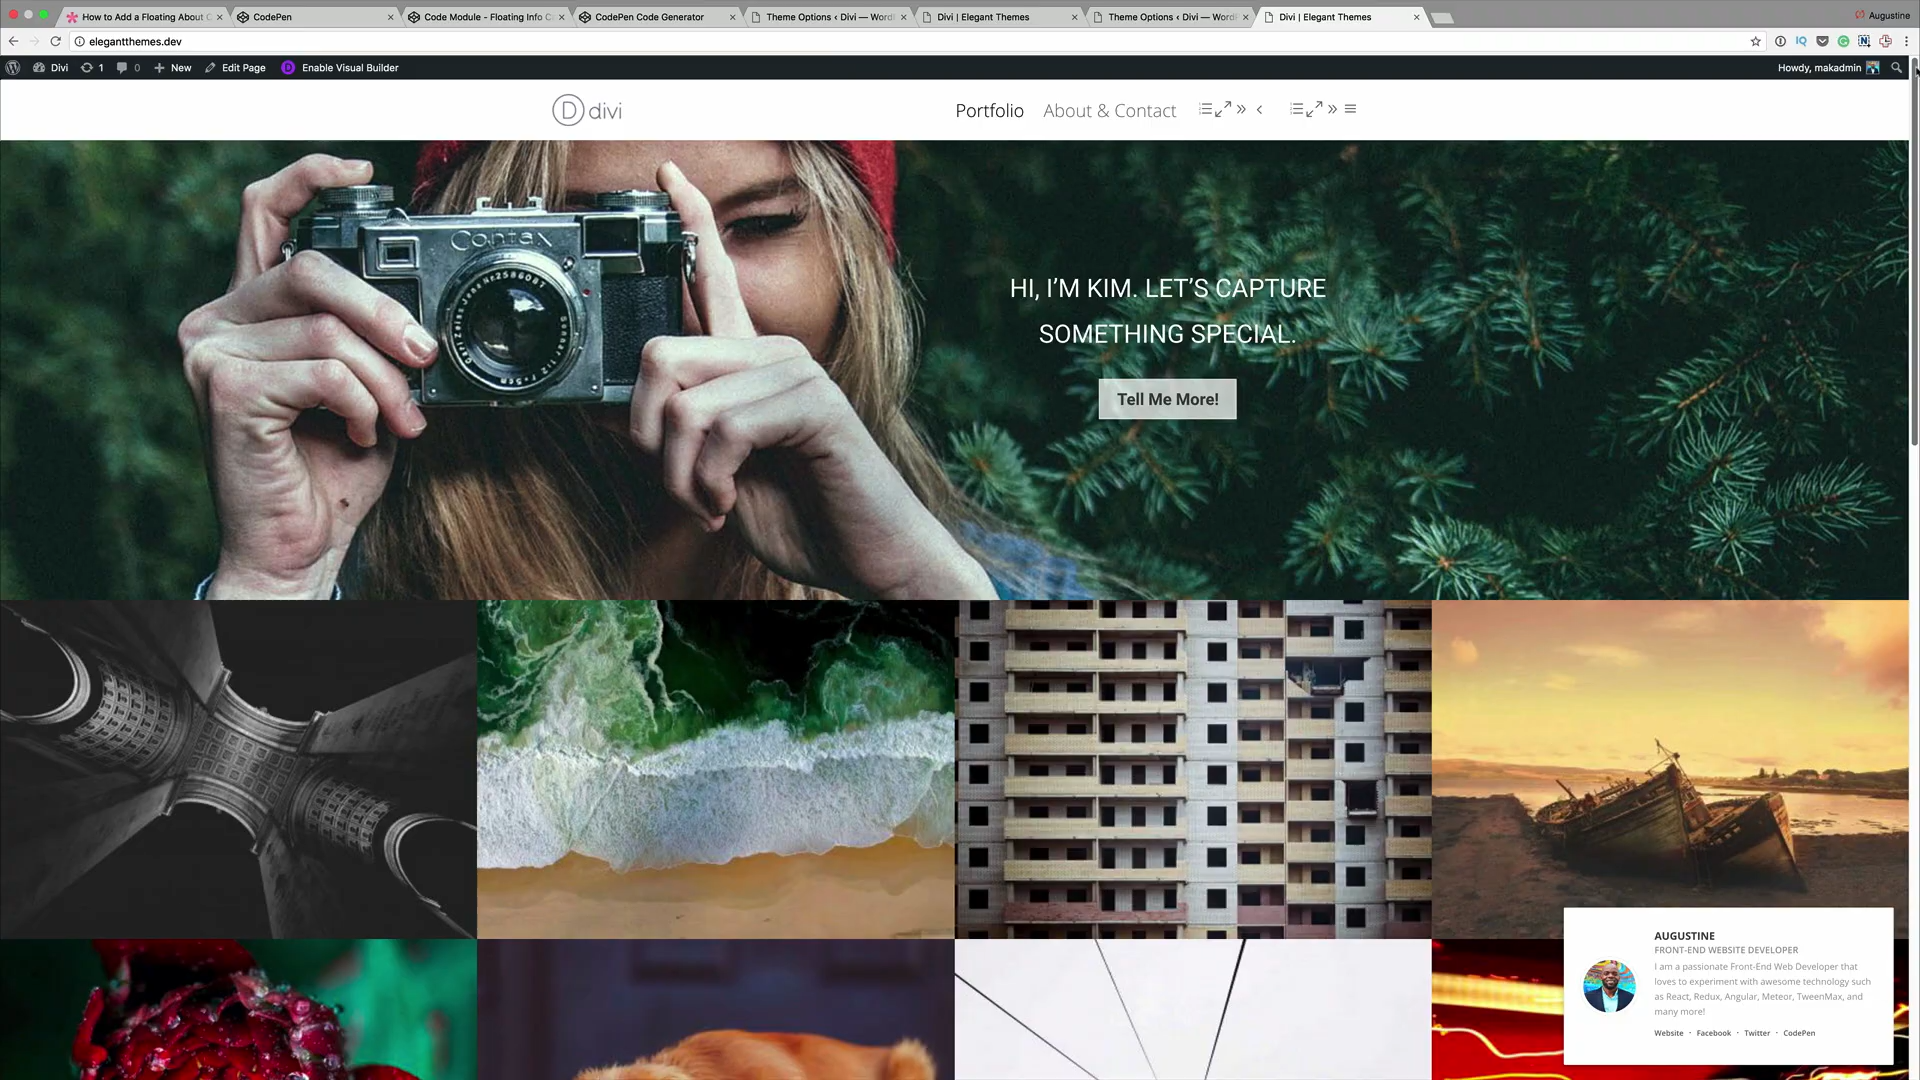 How to Add a Floating About C
CodePen
Code Module - Floating Info C
CodePen Code Generator
Theme Options ‹ Divi — Word
Divi | Elegant Themes
Theme Options ‹ Divi — Word
Divi | Elegant Themes
Augustine
elegantthemes.dev
Divi
1
0
New
Edit Page
D
Enable Visual Builder
Howdy, makadmin
D divi
Portfolio
About & Contact
Contax
HI, I'M KIM. LET'S CAPTURE
SOMETHING SPECIAL.
Tell Me More!
AUGUSTINE
FRONT-END WEBSITE DEVELOPER
I am a passionate Front-End Web Developer that
loves to experiment with awesome technology such
as React, Redux, Angular, Meteor, TweenMax, and
many more!
Website · Facebook · Twitter · CodePen